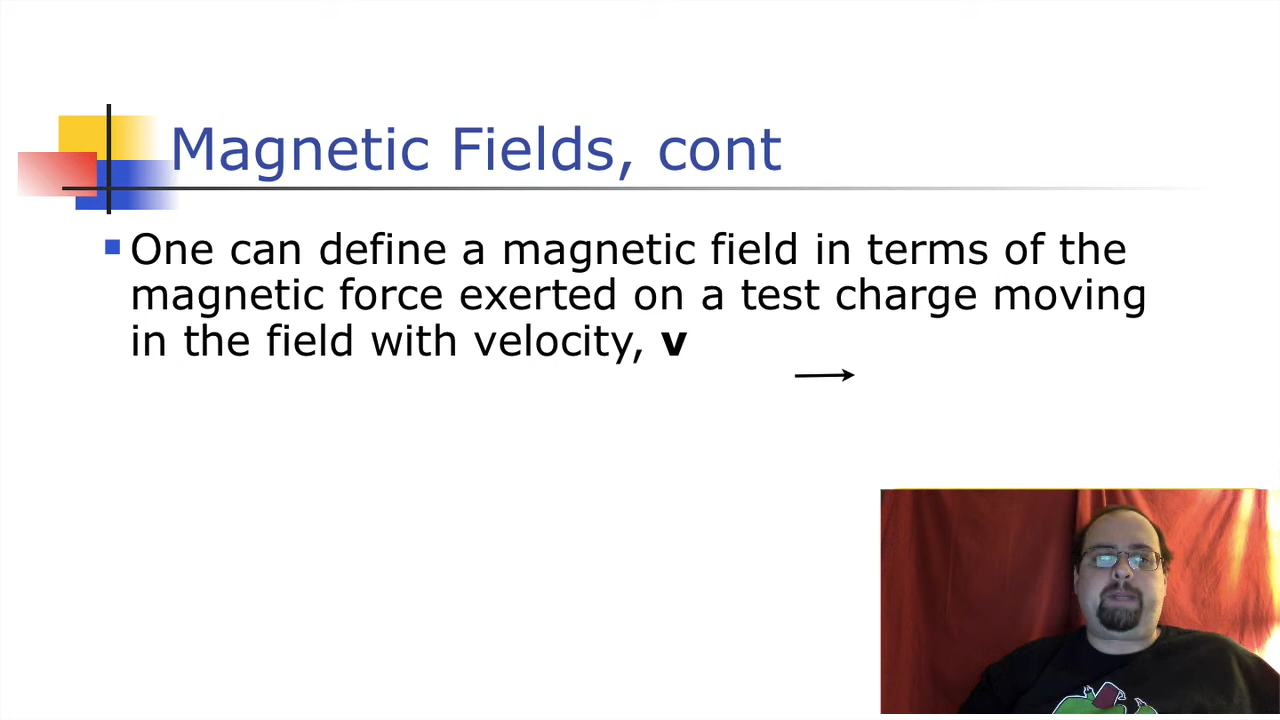 Magnetic Fields, cont
One can define a magnetic field in terms of the
magnetic force exerted on a test charge moving
in the field with velocity, v